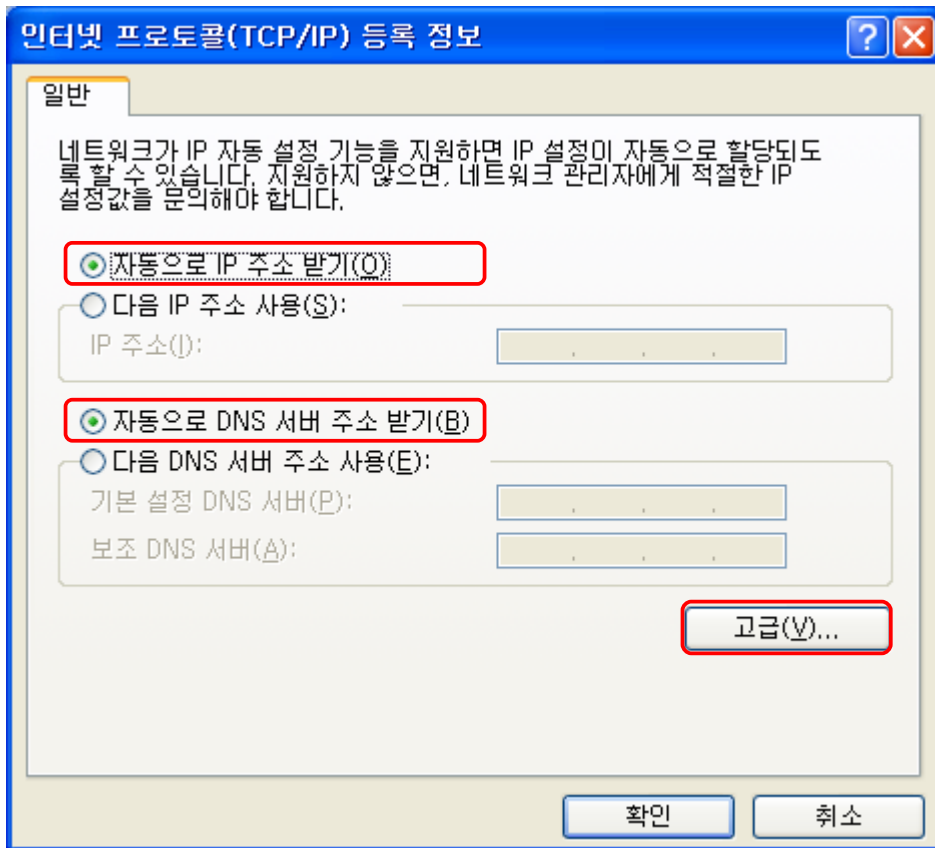 인터넷 프로토콜(TCP/IP) 등록 정보
일반
네트워크가 IP 자동 설정 기능을 지원하면 IP 설정이 자동으로 할당되도
록 할 수 있습니다. 지원하지 않으면, 네트워크 관리자에게 적절한 IP
설정값을 문의해야 합니다.
자동으로 IP 주소 받기(O)
다음 IP 주소 사용(S):
IP 주소(I):
자동으로 DNS 서버 주소 받기(B)
다음 DNS 서버 주소 사용(E):
기본 설정 DNS 서버(P):
보조 DNS 서버(A):
고급(V)...
확인
취소